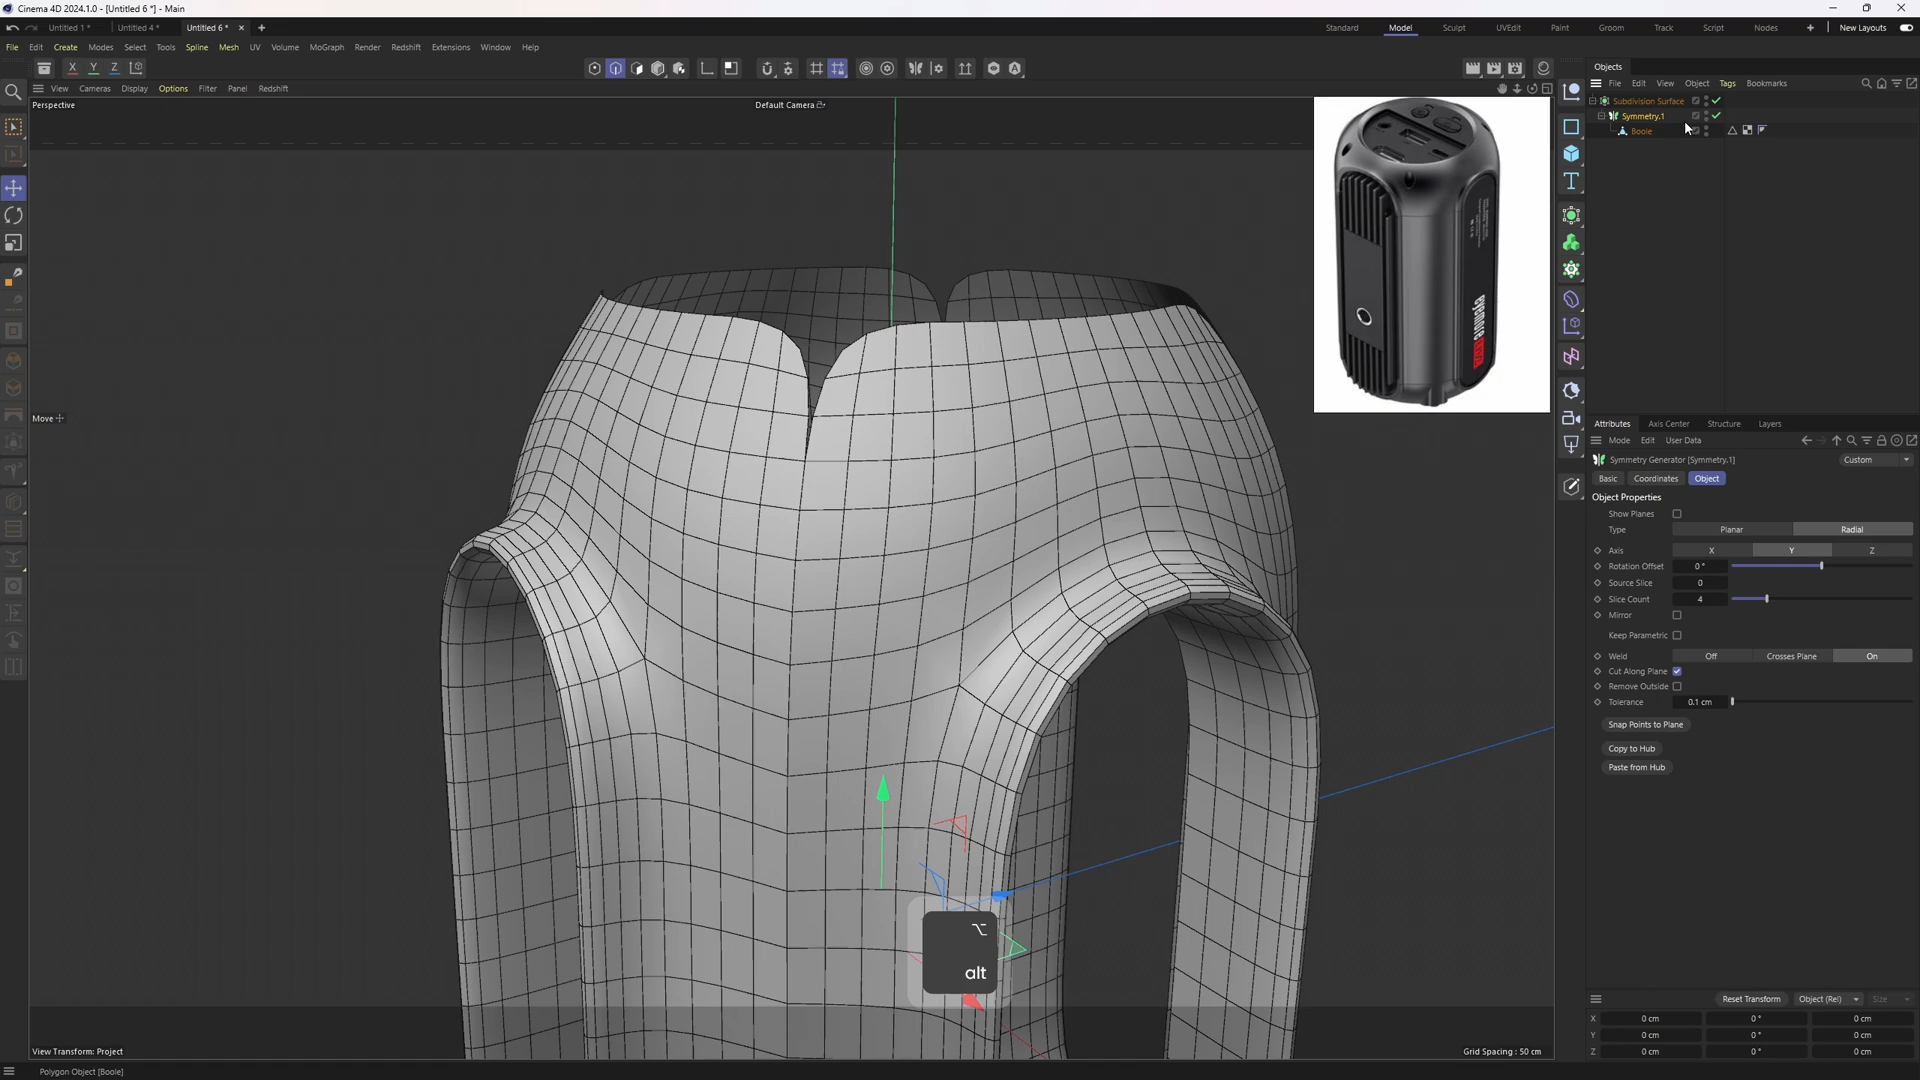 Cinema 4D 2024.1.0 - [Untitled 6 *] - Main
Untitled 1 *
Untitled 4 *
Untitled 6 *
Standard
Model
Sculpt
UVEdit
Paint
Groom
Track
Script
Nodes
New Layouts
File
Edit
Create
Modes
Select
Tools
Spline
Mesh
UV
Volume
MoGraph
Render
Redshift
Extensions
Window
Help
X
Y
Z
View
Cameras
Display
Options
Filter
Panel
Redshift
Perspective
Default Camera
Move
View Transform: Project
Grid Spacing : 50 cm
Polygon Object [Boole]
alt
Objects
File
Edit
View
Object
Tags
Bookmarks
Subdivision Surface
Symmetry.1
Boole
Attributes
Axis Center
Structure
Layers
Mode
Edit
User Data
Symmetry Generator [Symmetry.1]
Custom
Basic
Coordinates
Object
Object Properties
Show Planes
Type
Planar
Radial
Axis
X
Y
Z
Rotation Offset
0 °
Source Slice
0
Slice Count
4
Mirror
Keep Parametric
Weld
Off
Crosses Plane
On
Cut Along Plane
Remove Outside
Tolerance
0.1 cm
Snap Points to Plane
Copy to Hub
Paste from Hub
Reset Transform
Object (Rel)
Size
X
0 cm
0 °
0 cm
Y
0 cm
0 °
0 cm
Z
0 cm
0 °
0 cm